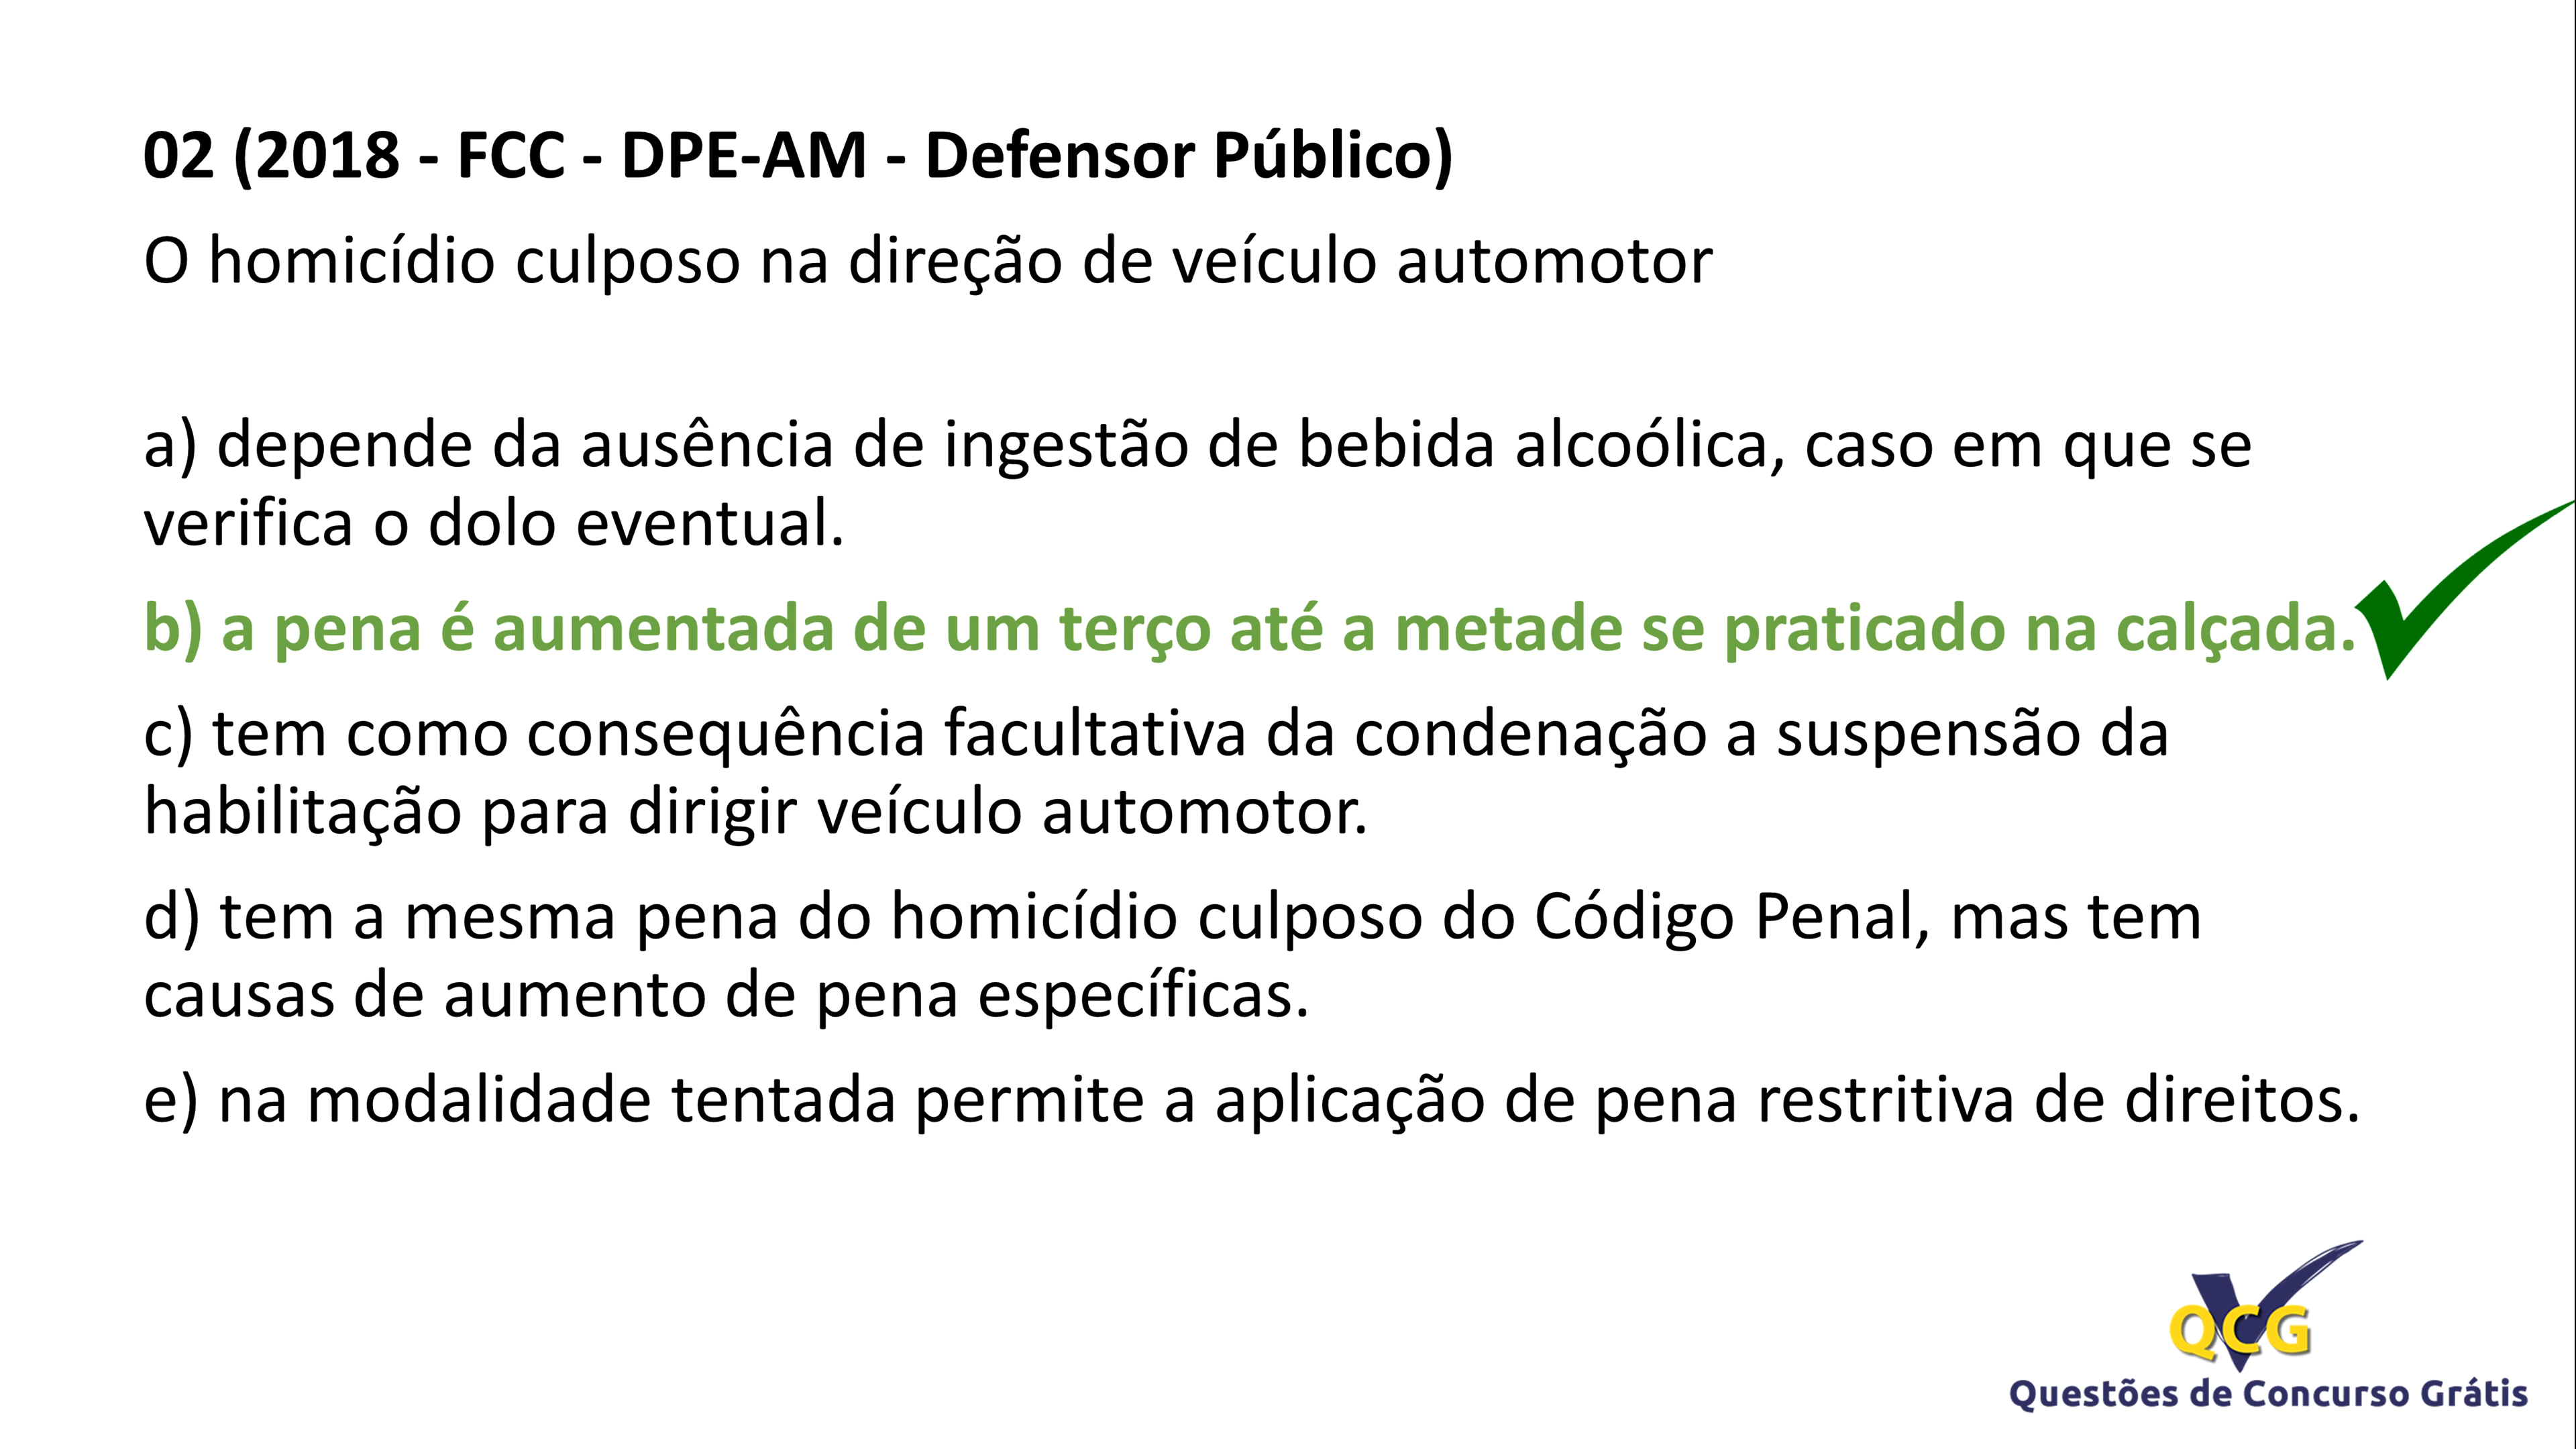 02 (2018 - FCC - DPE-AM - Defensor Público)
O homicídio culposo na direção de veículo automotor
a) depende da ausência de ingestão de bebida alcoólica, caso em que se
verifica o dolo eventual.
b) a pena é aumentada de um terço até a metade se praticado na calçada.
c) tem como consequência facultativa da condenação a suspensão da
habilitação para dirigir veículo automotor.
d) tem a mesma pena do homicídio culposo do Código Penal, mas tem
causas de aumento de pena específicas.
e) na modalidade tentada permite a aplicação de pena restritiva de direitos.
QCG
Questões de Concurso Grátis